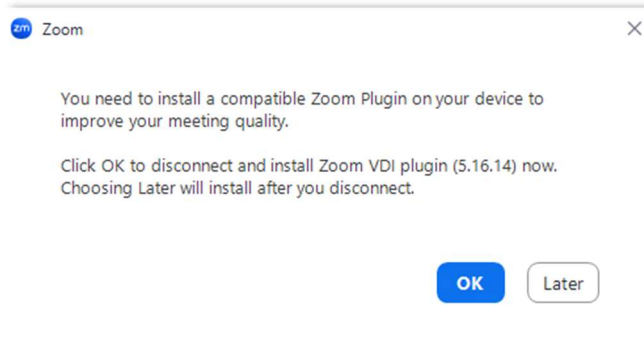 zm Zoom
You need to install a compatible Zoom Plugin on your device to
improve your meeting quality.
Click OK to disconnect and install Zoom VDI plugin (5.16.14) now.
Choosing Later will install after you disconnect.
OK Later